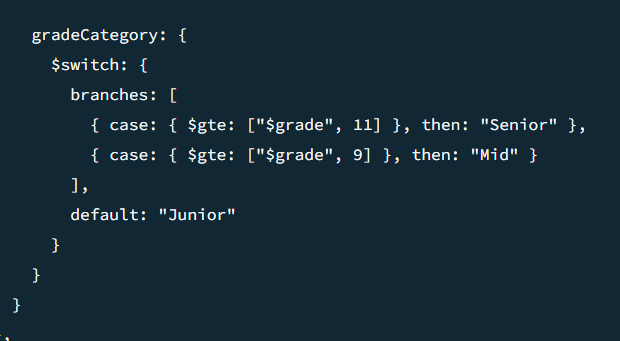 gradeCategory: {
$switch: {
branches: [
{ case: { $gte: ["$grade", 11] }, then: "Senior" },
{ case: { $gte: ["$grade", 9] }, then: "Mid" }
],
default: "Junior"
}
}
}